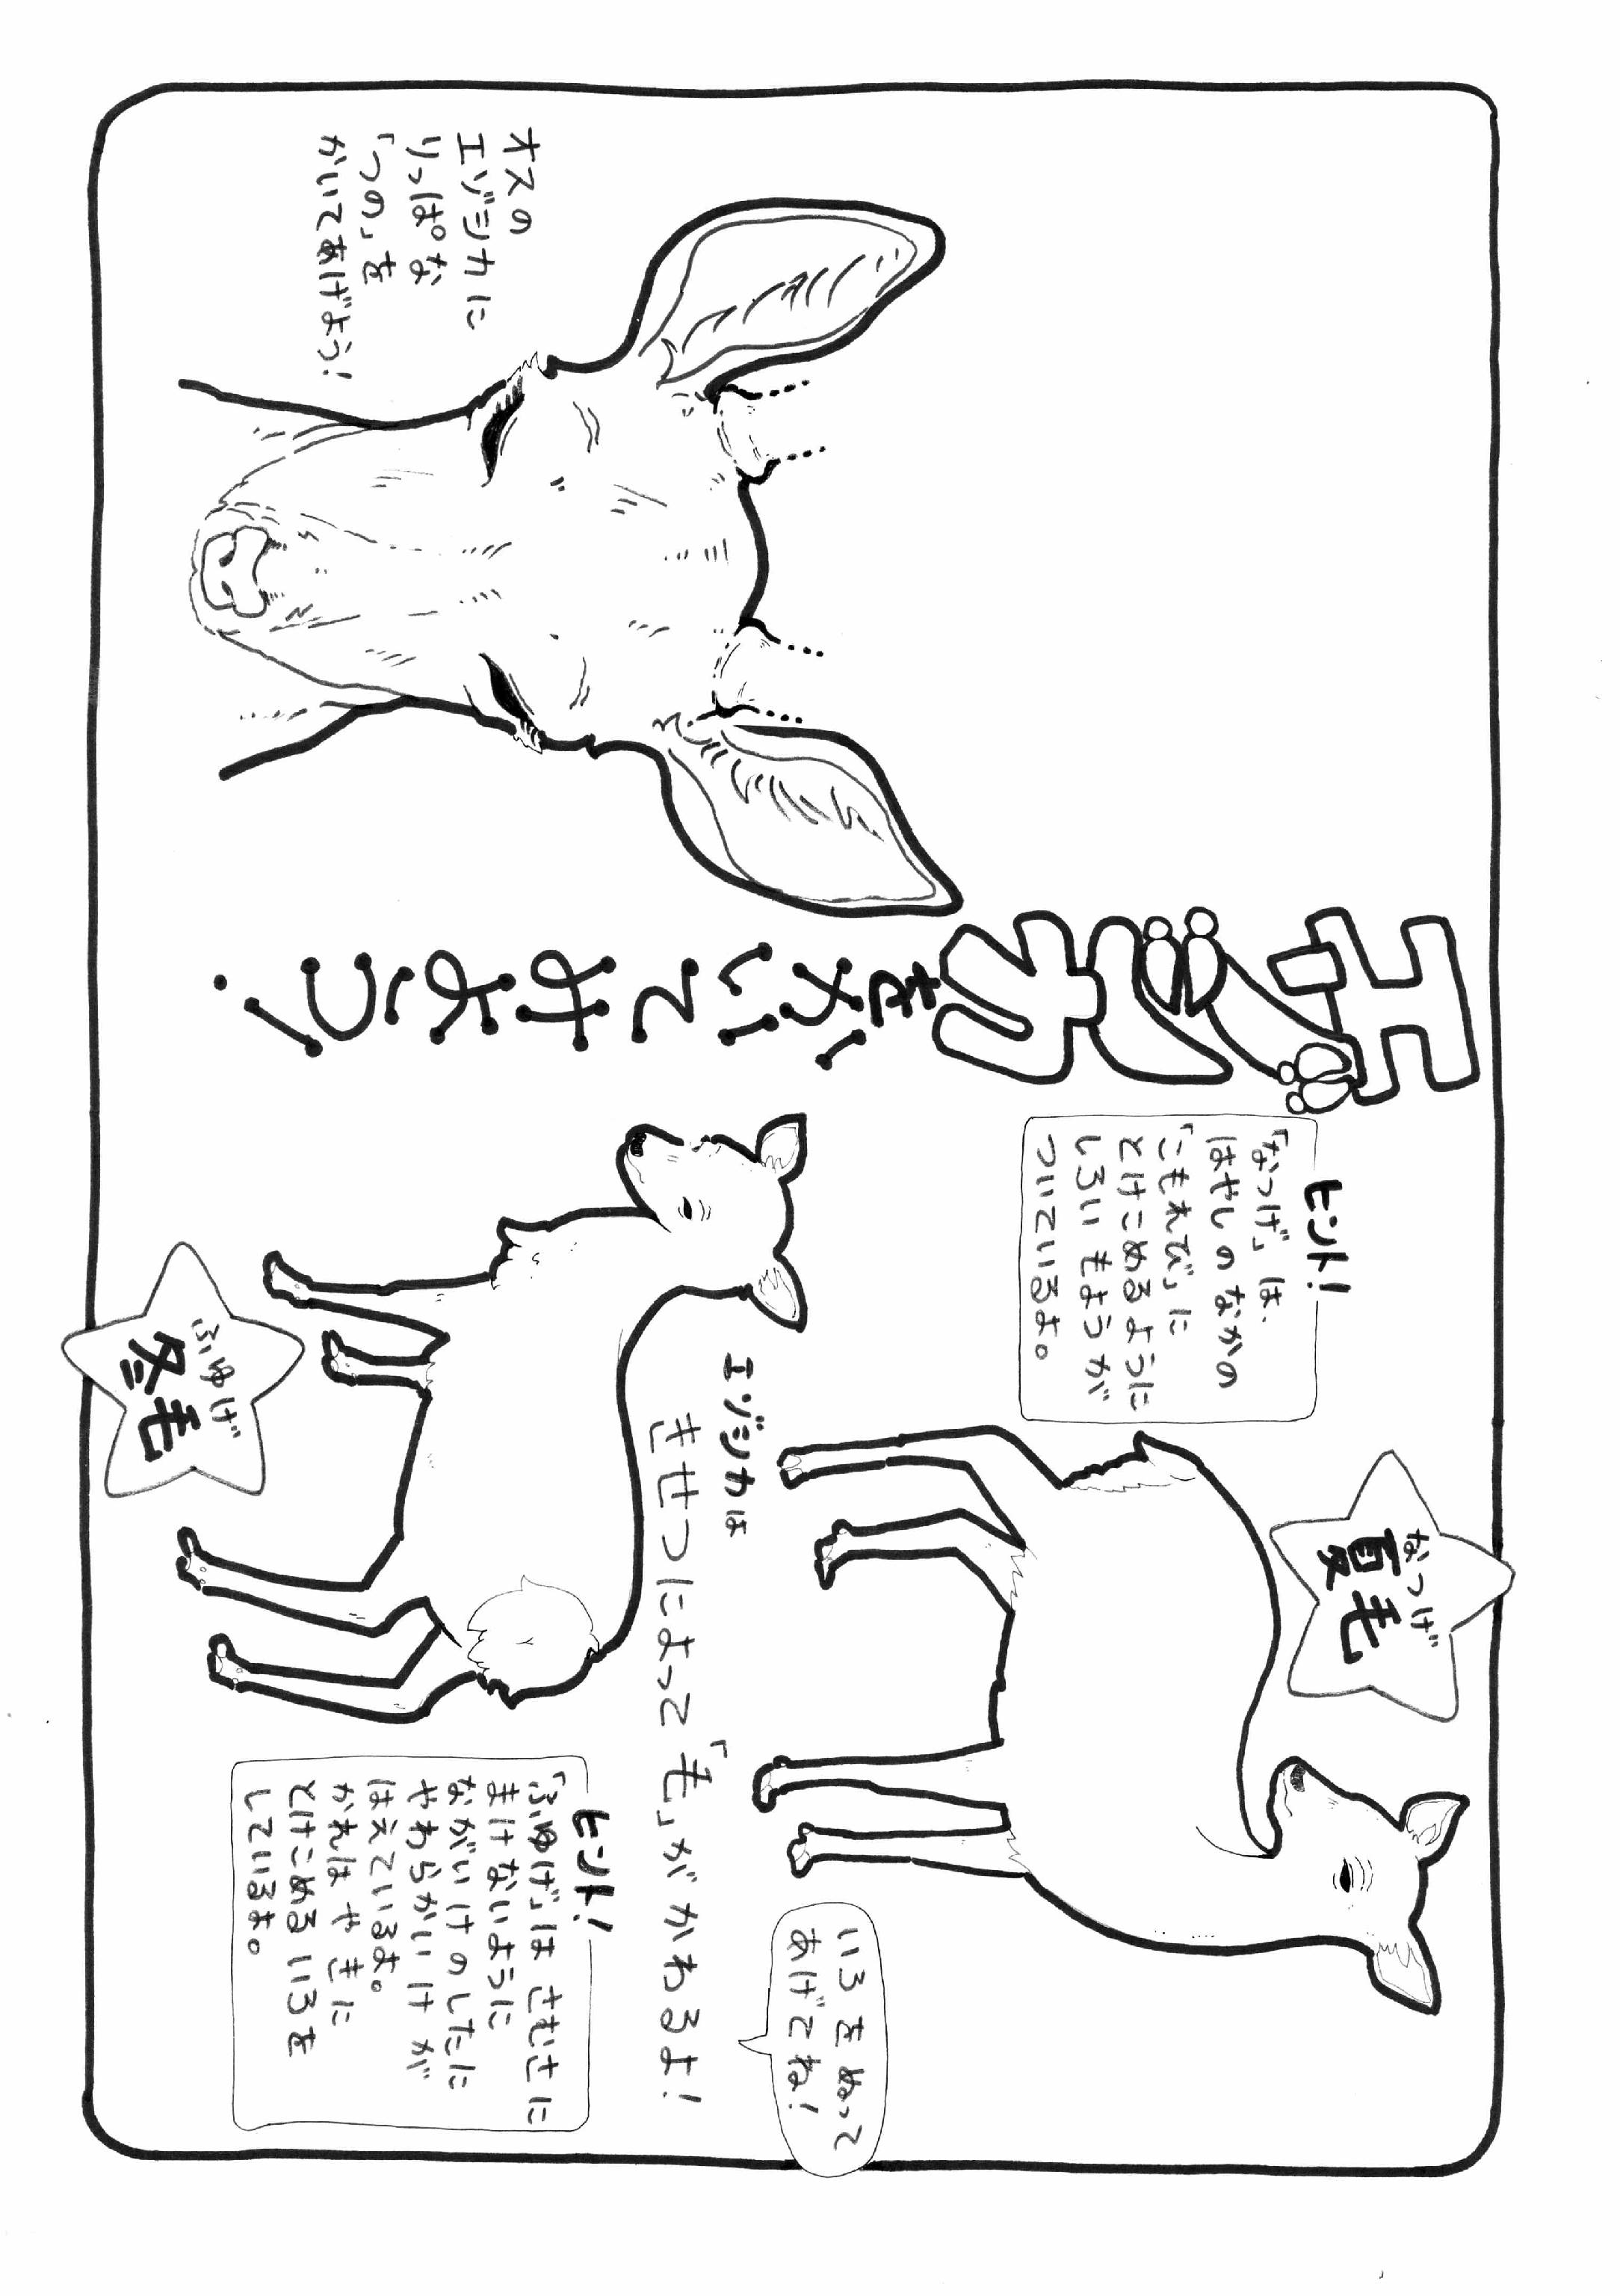 エゾシカをかいてみよう!
オスの
エゾシカに
りっぱな
「つの」を
かいてあげよう!
なつげ
夏毛
ヒント!
「なつげ」は、
はやしのなかの
「こもれび」に
とけこめるように
しろいもようが
ついているよ。
いろをぬって
あげてね!
エゾシカは
きせつによって「毛」がかわるよ!
ふゆげ
冬毛
ヒント!
「ふゆげ」は さむさに
まけないように
ながいけのしたに
やわらかいけが
はえているよ。
かれはや きに
とけこめる いろを
しているよ。